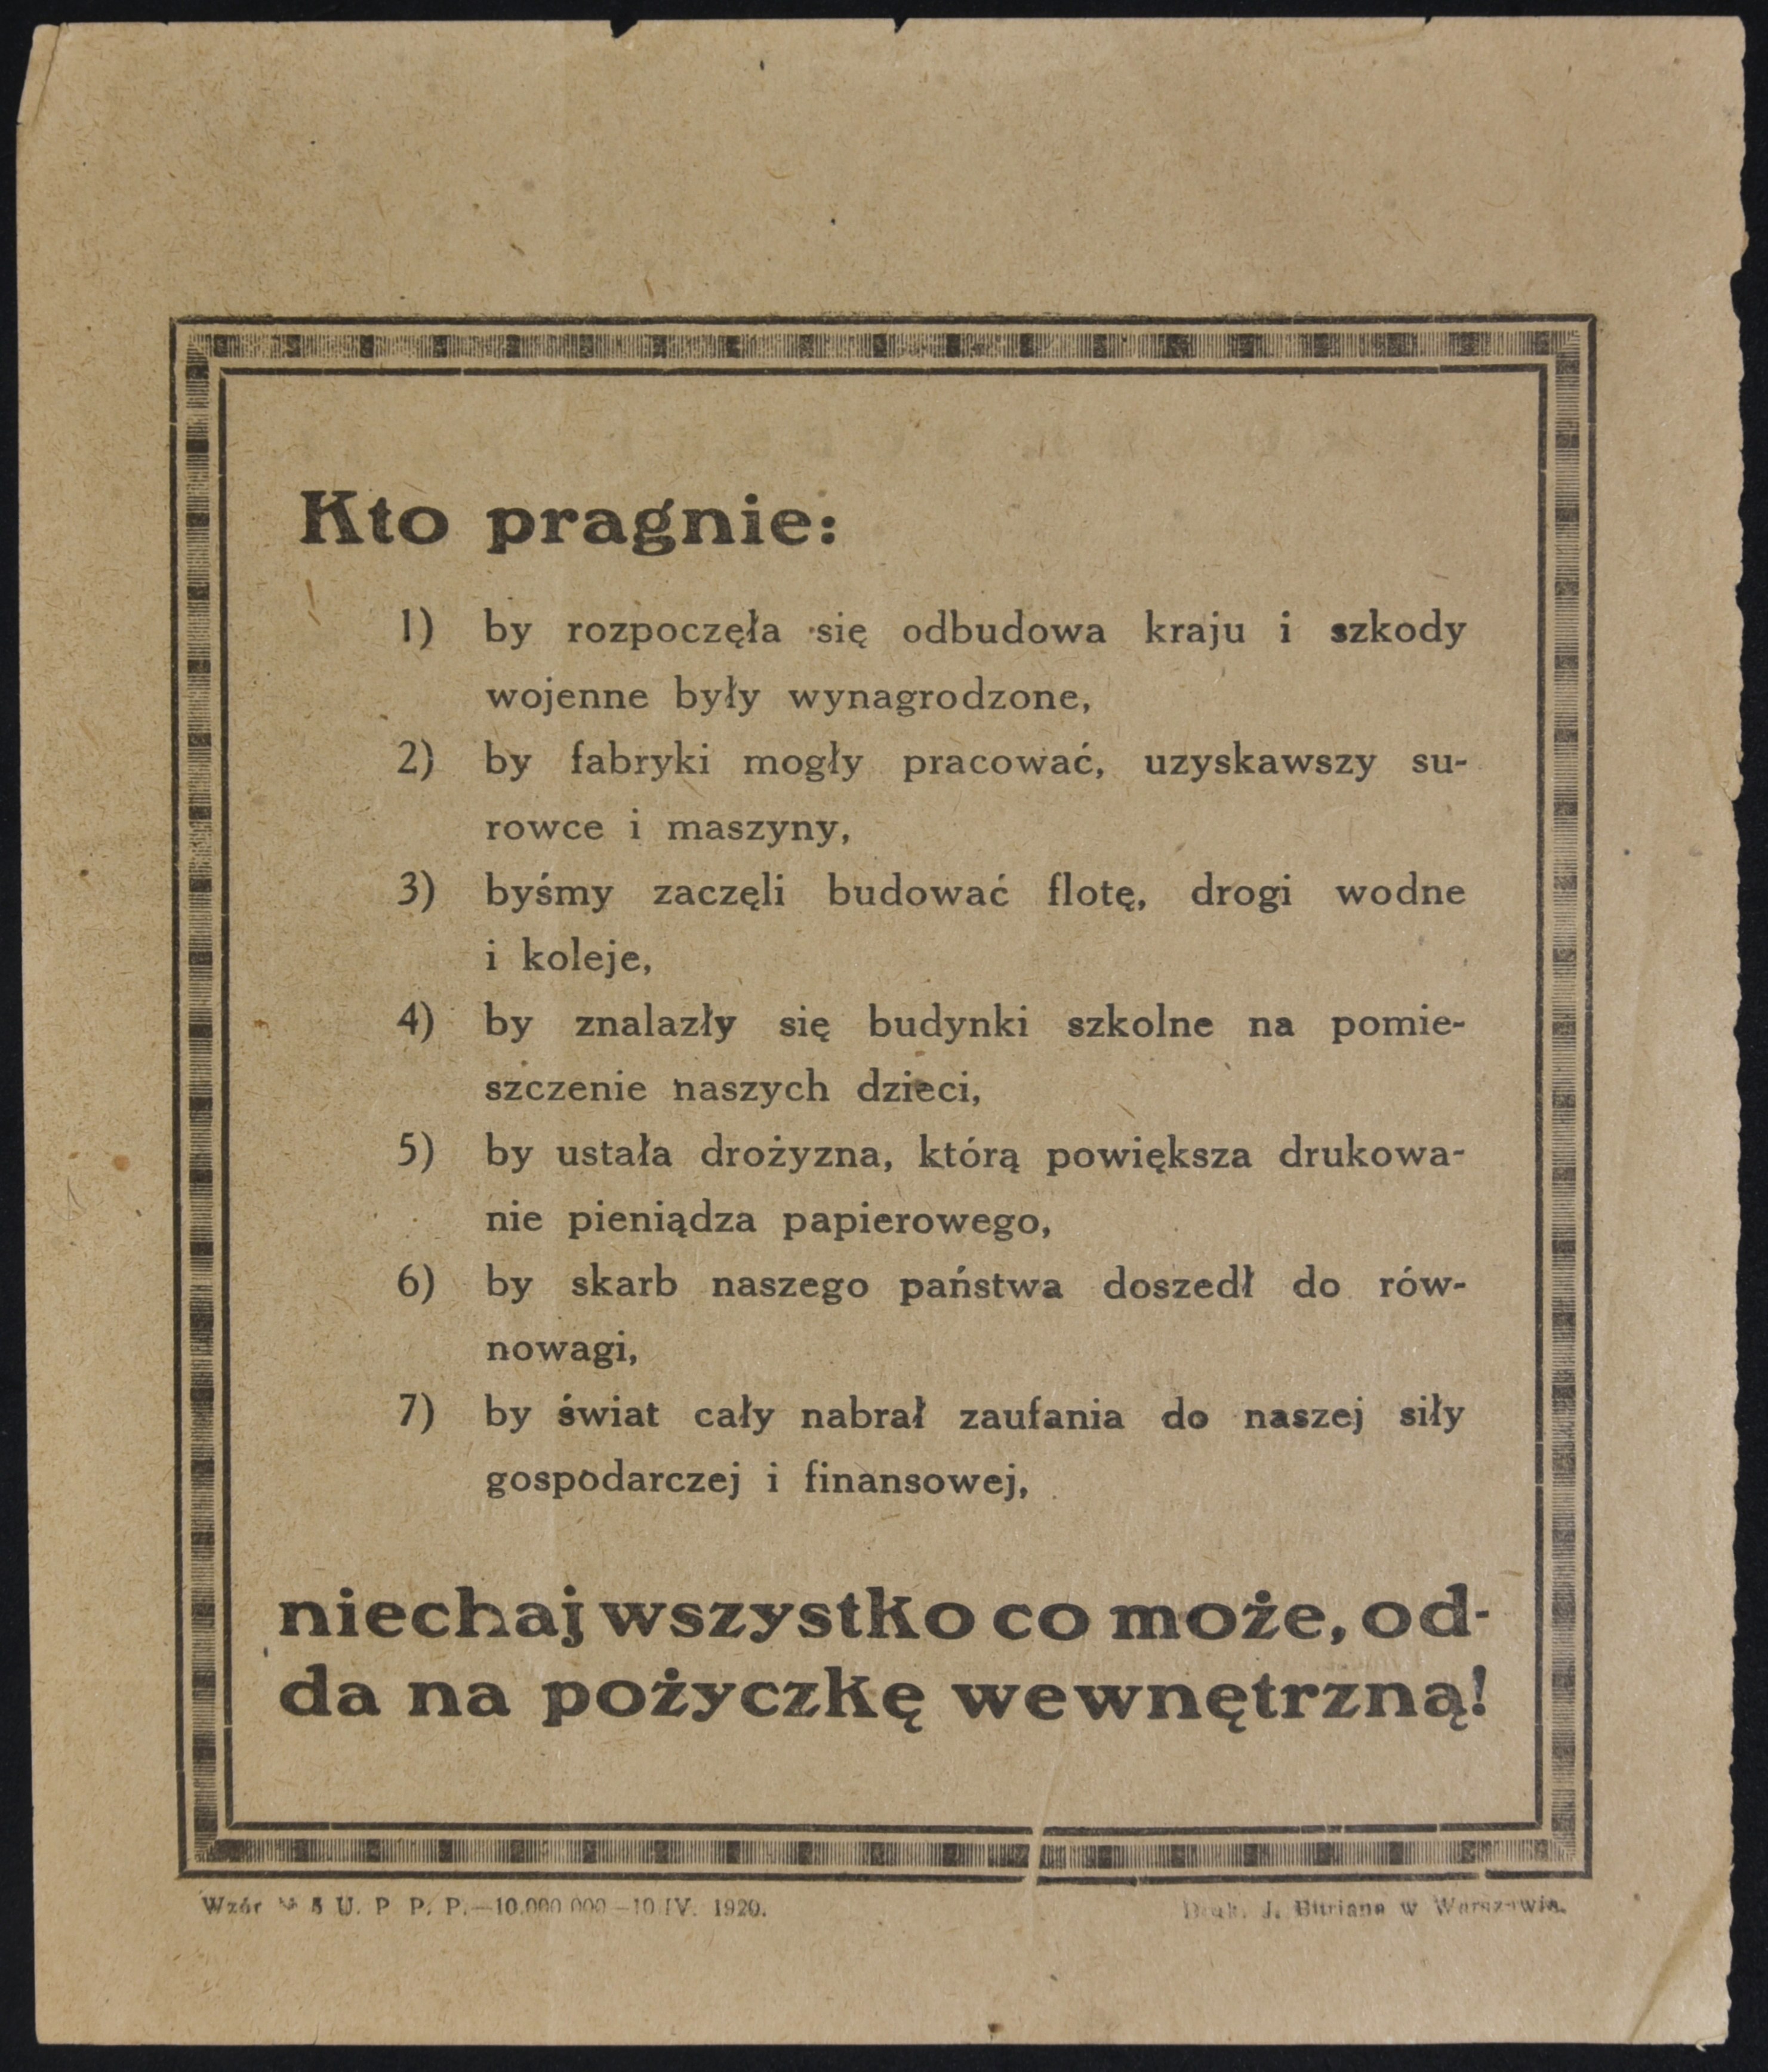 Kto pragnie:
1) by rozpoczęła się odbudowa kraju i szkody
wojenne były wynagrodzone,
2) by fabryki mogły pracować, uzyskawszy su-
rowce i maszyny,
3) byśmy zaczęli budować flotę, drogi wodne
i koleje,
4) by znalazły się budynki szkolne na pomie-
szczenie naszych dzieci,
5) by ustała drożyzna, którą powiększa drukowa-
nie pieniądza papierowego,
6) by skarb naszego państwa doszedł do rów-
nowagi,
7) by świat cały nabrał zaufania do naszej siły
gospodarczej i finansowej,
niechaj wszystko co może, od-
da na pożyczkę wewnętrzną!
Wzór № 5 U. P. P. P.—10.000.000—10.IV. 1920.
Druk. J. w Warszawie.